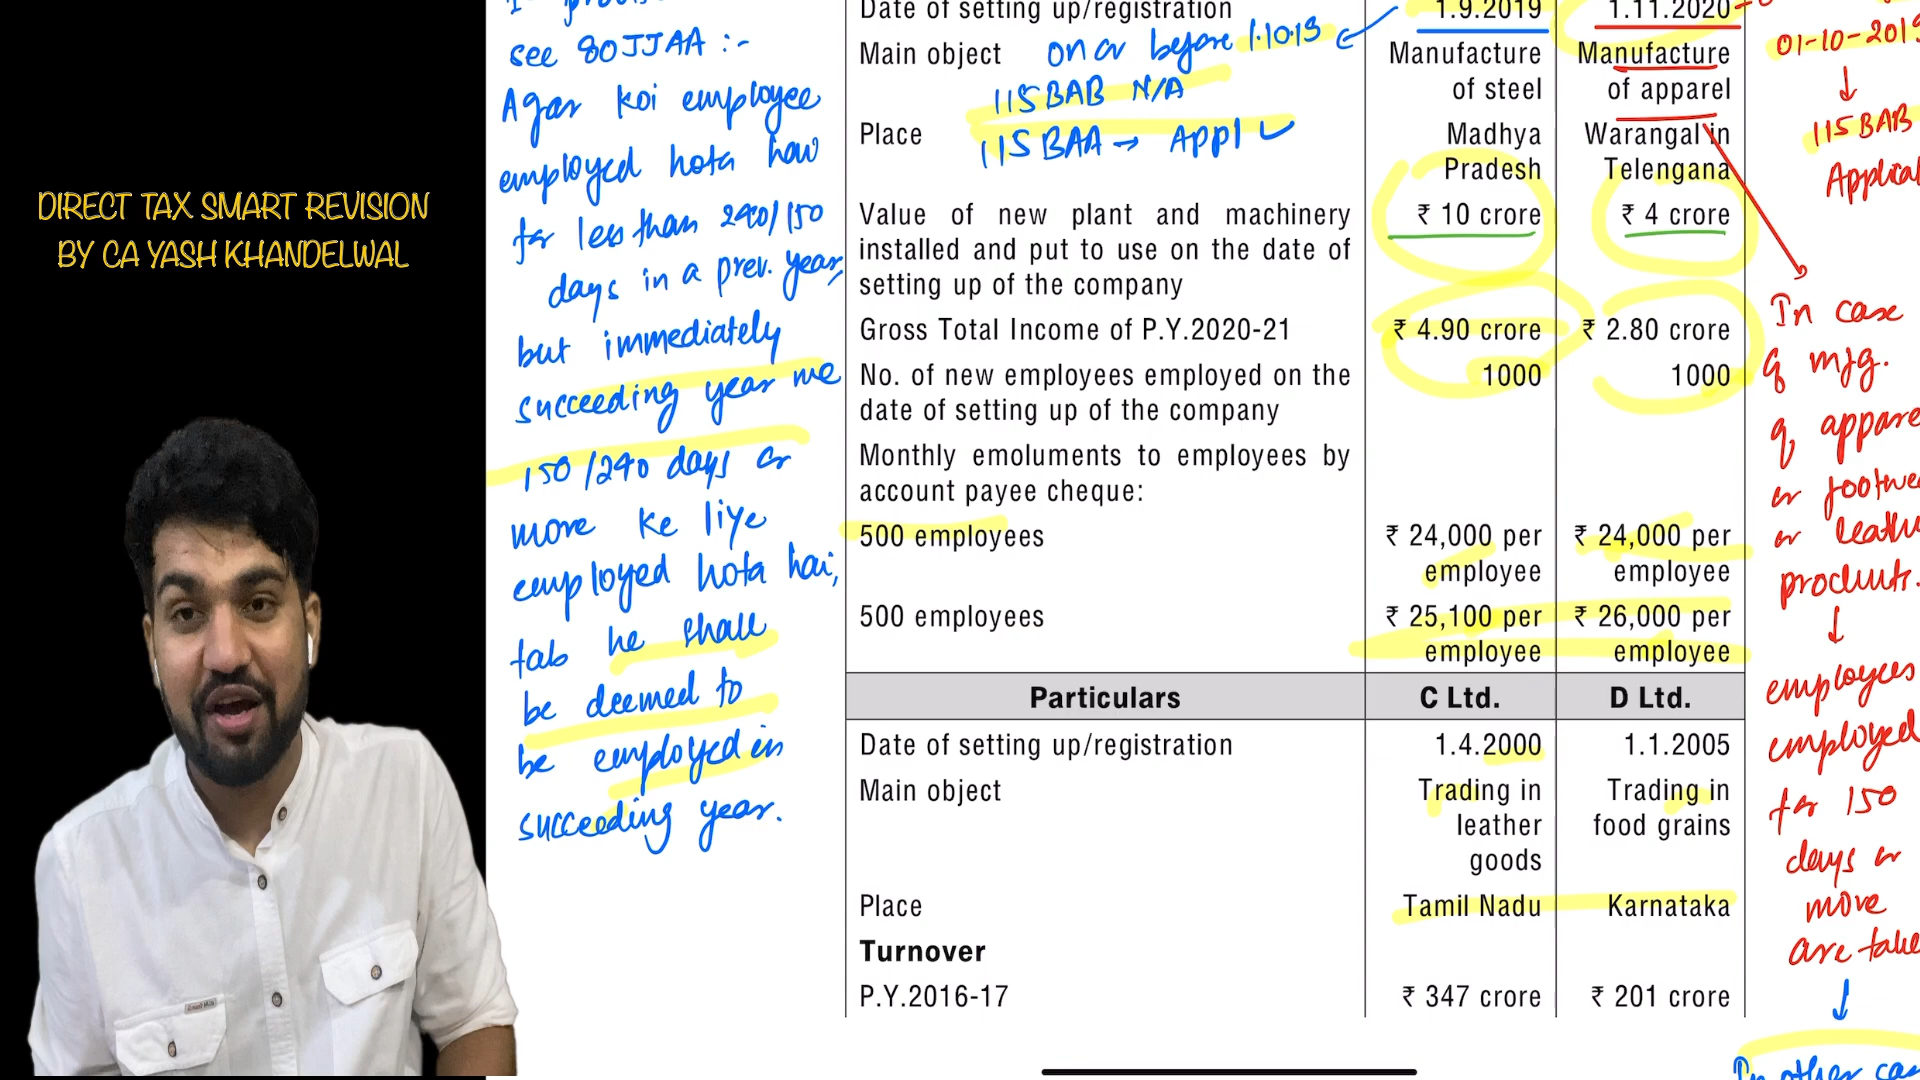 DIRECT TAX SMART REVISION
BY CA YASH KHANDELWAL
see 80JJAA :-
Agar koi employee
employed hota hai
for less than 240/150
days in a prev. year,
but immediately
succeeding year me
150/240 days or
more ke liye
employed hota hai,
tab he shall
be deemed to
be employed in
succeeding year.
Date of setting up/registration 1.9.2019 1.11.2020
Main object Manufacture of steel Manufacture of apparel
on or before 1.10.19
115BAB N/A
115BAA → Appl ✓
Place Madhya Pradesh Warangal in Telengana
Value of new plant and machinery ₹ 10 crore ₹ 4 crore
installed and put to use on the date of
setting up of the company
Gross Total Income of P.Y.2020-21 ₹ 4.90 crore ₹ 2.80 crore
No. of new employees employed on the 1000 1000
date of setting up of the company
Monthly emoluments to employees by
account payee cheque:
500 employees ₹ 24,000 per employee ₹ 24,000 per employee
500 employees ₹ 25,100 per employee ₹ 26,000 per employee
Particulars C Ltd. D Ltd.
Date of setting up/registration 1.4.2000 1.1.2005
Main object Trading in leather goods Trading in food grains
Place Tamil Nadu Karnataka
Turnover
P.Y.2016-17 ₹ 347 crore ₹ 201 crore
01-10-2019
↓
115BAB
In case
of mfg.
of
or
or
products.
↓
employees
employed
for 150
days or
more
are
↓
In other